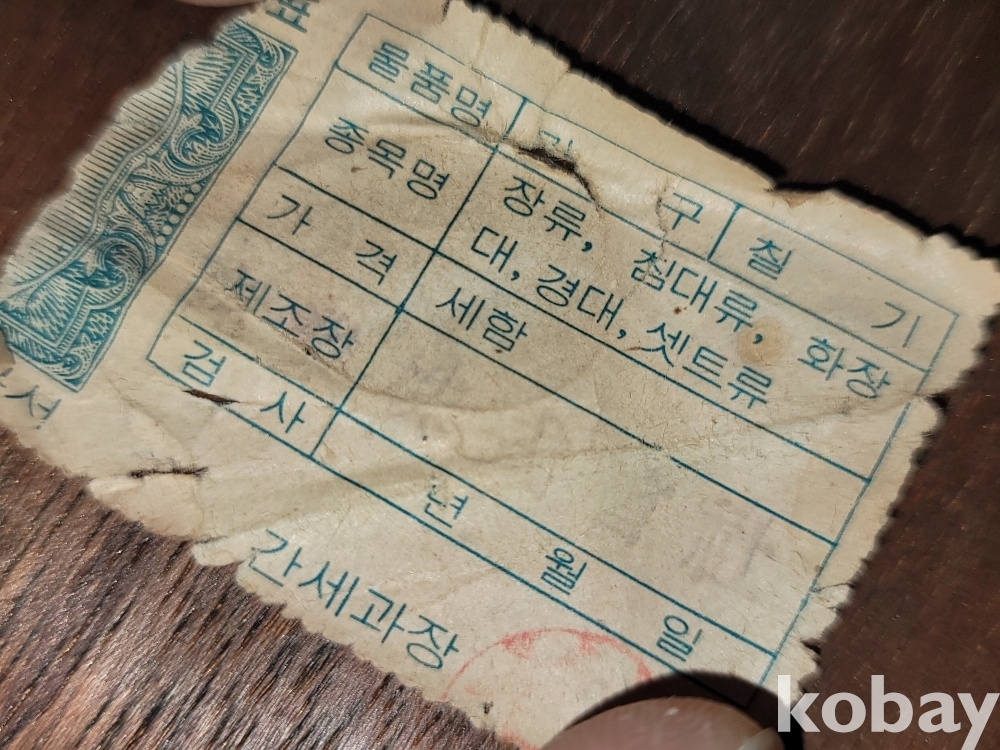 표
물품명 가 구 칠 기
종목명 장류, 침대류, 화장
대, 경대, 셋트류
가 격 세함
제조장
검 사 년 월 일
간세과장
서
kobay